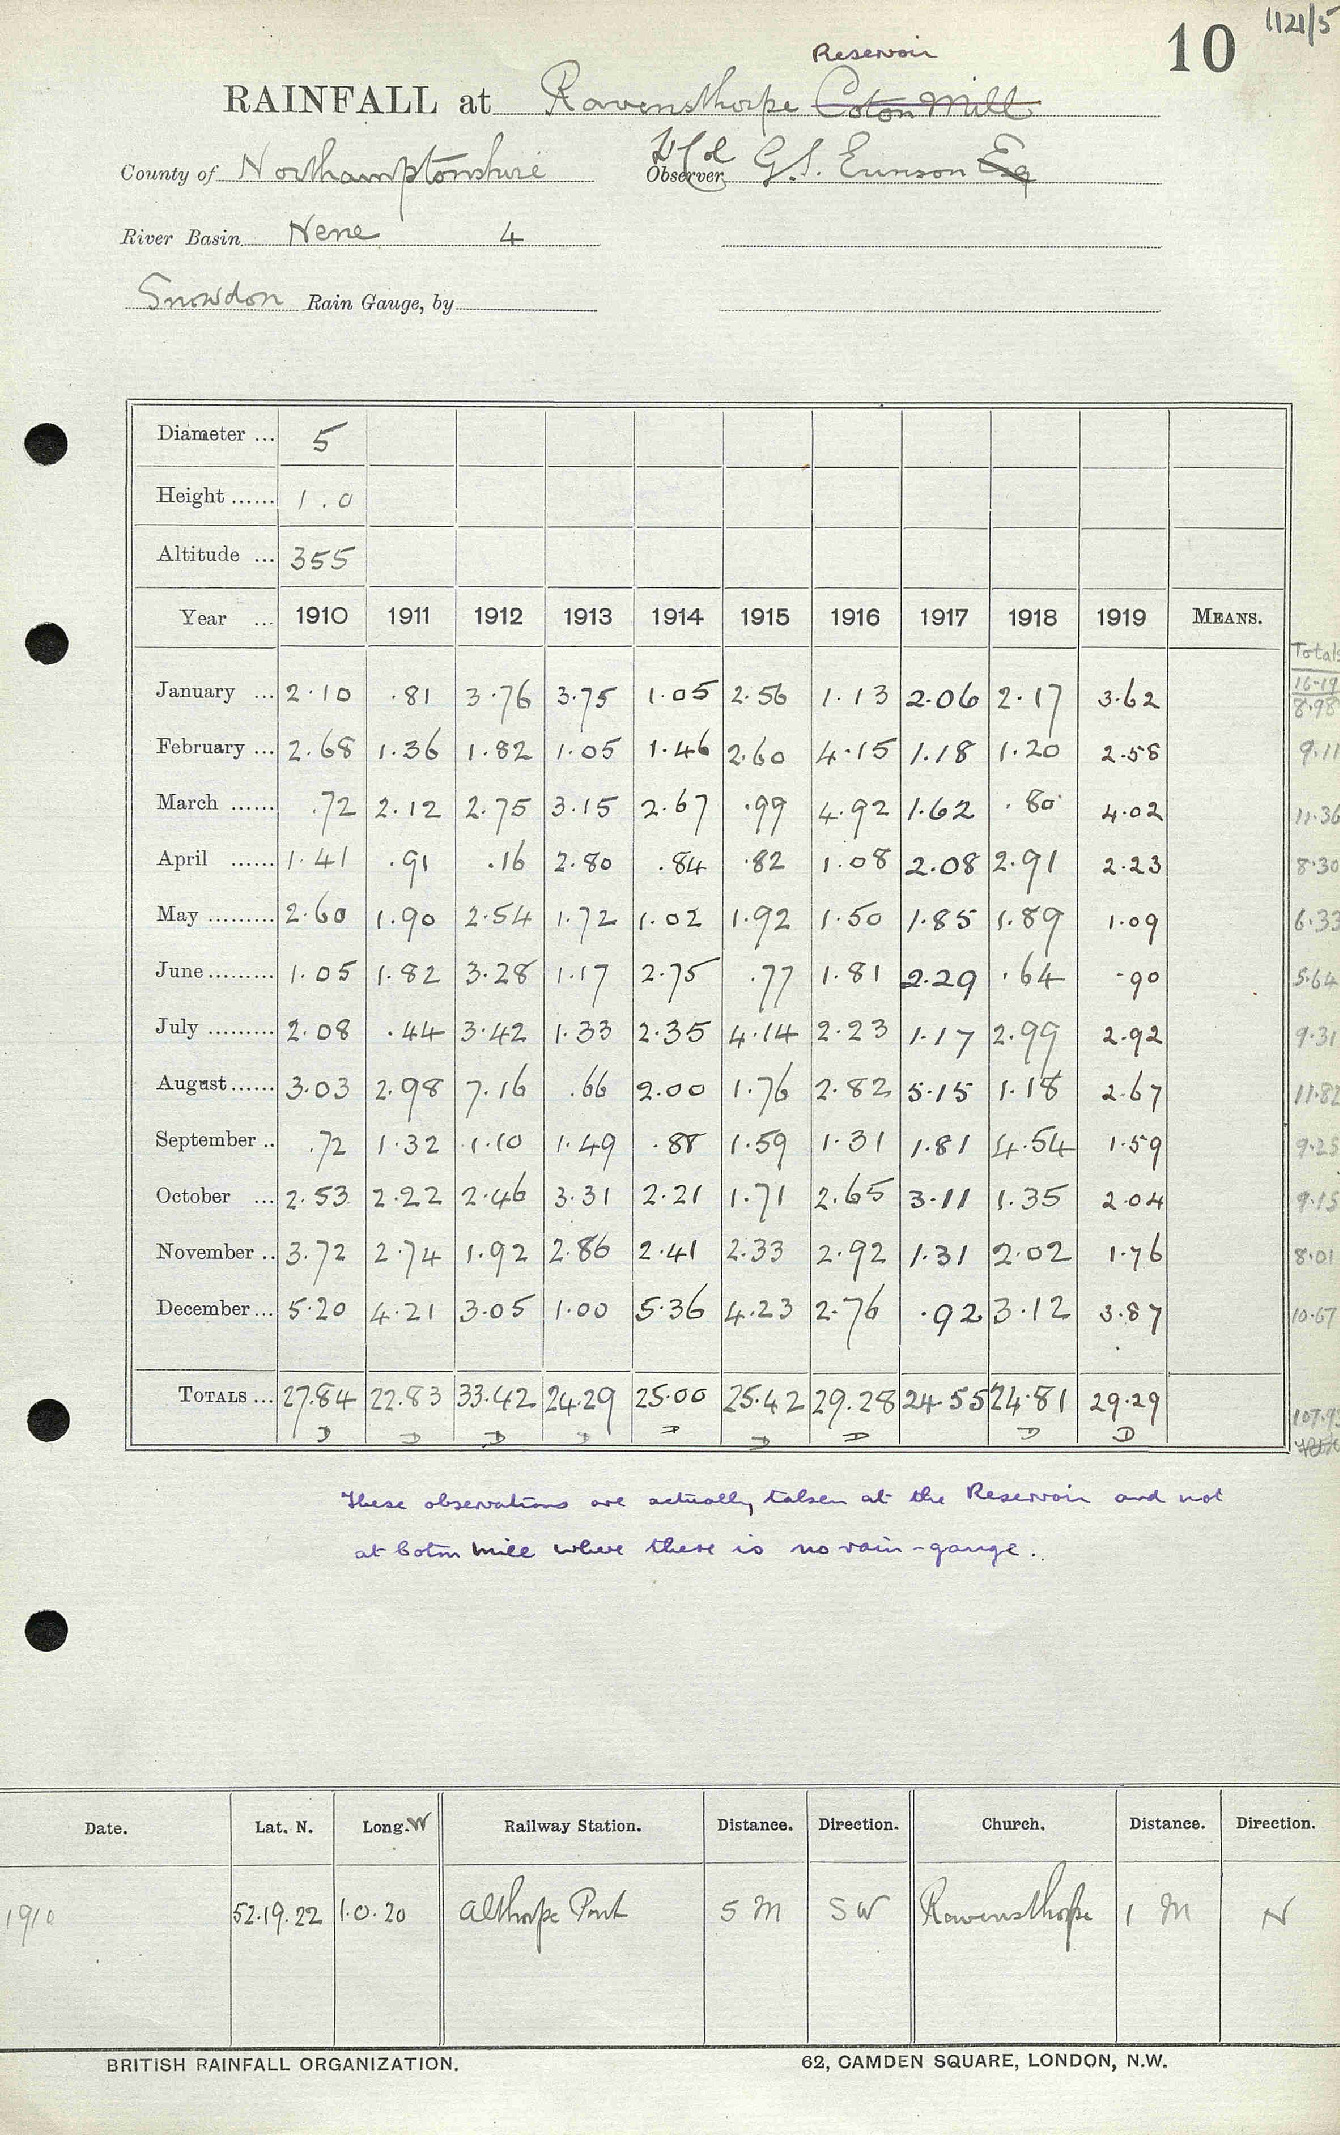 10 1121/5
Reservoir
RAINFALL at Ravensthorpe Coton Mill
County of Northamptonshire Lt Col Observer G.S. Eunson Esq
River Basin Nene 4
Snowdon Rain Gauge, by
Diameter ... 5
Height ...... 1.0
Altitude ... 355
Year ... 1910 1911 1912 1913 1914 1915 1916 1917 1918 1919 MEANS.
Totals
16-19
January ... 2.10 .81 3.76 3.75 1.05 2.56 1.13 2.06 2.17 3.62 8.98
February ... 2.68 1.36 1.82 1.05 1.46 2.60 4.15 1.18 1.20 2.58 9.11
March ...... .72 2.12 2.75 3.15 2.67 .99 4.92 1.62 .80 4.02 11.36
April ...... 1.41 .91 .16 2.80 .84 .82 1.08 2.08 2.91 2.23 8.30
May ......... 2.60 1.90 2.54 1.72 1.02 1.92 1.50 1.85 1.89 1.09 6.33
June ......... 1.05 1.82 3.28 1.17 2.75 .77 1.81 2.29 .64 .90 5.64
July ......... 2.08 .44 3.42 1.33 2.35 4.14 2.23 1.17 2.99 2.92 9.31
August ...... 3.03 2.98 7.16 .66 2.00 1.76 2.82 5.15 1.18 2.67 11.82
September .. .72 1.32 1.10 1.49 .88 1.59 1.31 1.81 4.54 1.59 9.25
October ... 2.53 2.22 2.46 3.31 2.21 1.71 2.65 3.11 1.35 2.04 9.15
November .. 3.72 2.74 1.92 2.86 2.41 2.33 2.92 1.31 2.02 1.76 8.01
December ... 5.20 4.21 3.05 1.00 5.36 4.23 2.76 .92 3.12 3.87 10.67
TOTALS ... 27.84 22.83 33.42 24.29 25.00 25.42 29.28 24.55 24.81 29.29 107.93
D D D D D D D D D
These observations are actually taken at the Reservoir and not
at Coton Mill where there is no rain-gauge.
Date. Lat. N. Long. W Railway Station. Distance. Direction. Church. Distance. Direction.
1910 52.19.22 1.0.20 Althorpe Park 5 M SW Ravensthorpe 1 M N
BRITISH RAINFALL ORGANIZATION. 62, CAMDEN SQUARE, LONDON, N.W.